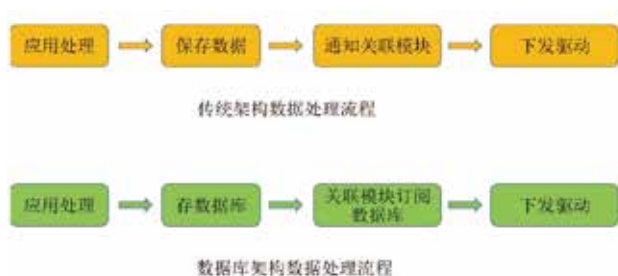 应用处理
保存数据
通知关联模块
下发驱动
传统架构数据处理流程
应用处理
存数据库
关联模块订阅
数据库
下发驱动
数据库架构数据处理流程